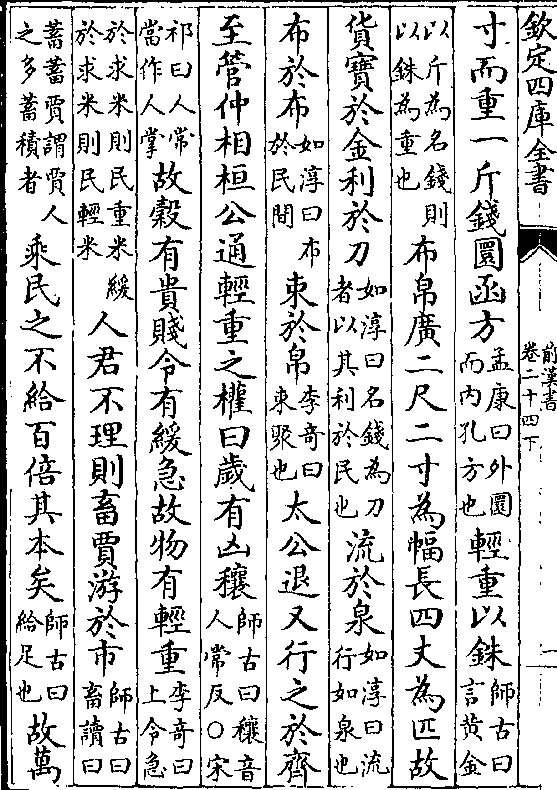 欽定四庫全書
前漢書
卷二十四下
一
寸而重一斤錢圜函方孟康曰外圜而内孔方也輕重以銖師古曰言黃金
以斤為名錢則以銖為重也布帛廣二尺二寸為幅長四丈為匹故
貨寶於金利於刀如淳曰名錢為刀者以其利於民也流於泉如淳曰流行如泉也
布於布如淳曰布於民間束於帛李奇曰束聚也太公退又行之於齊
至管仲相桓公通輕重之權曰歲有凶穰師古曰穰音人常反○宋
祁曰人常當作人掌故榖有貴賤令有緩急故物有輕重李奇曰上令急
於求米則民重米緩於求米則民輕米人君不理則畜賈游於市師古曰畜讀曰
蓄蓄賈謂賈人之多蓄積者乘民之不給百倍其本矣師古曰給足也故萬